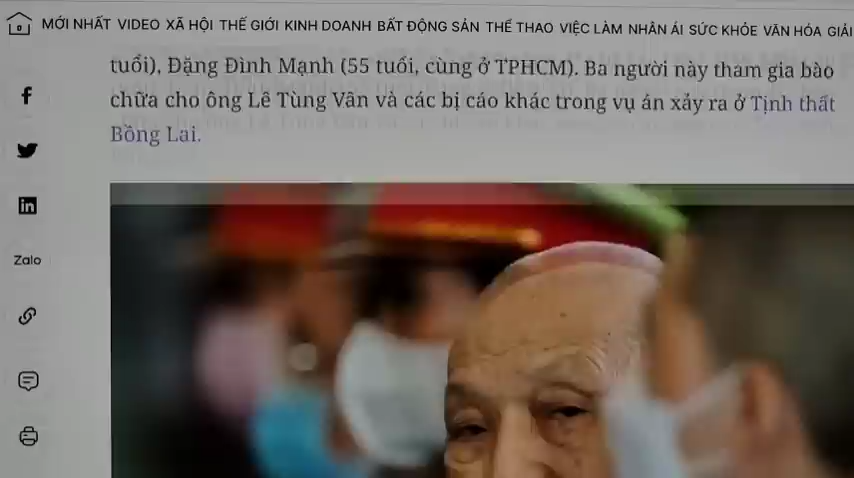 MỚI NHẤT VIDEO XÃ HỘI THẾ GIỚI KINH DOANH BẤT ĐỘNG SẢN THỂ THAO VIỆC LÀM NHÂN ÁI SỨC KHỎE VĂN HÓA GIẢI
tuổi), Đặng Đình Mạnh (55 tuổi, cùng ở TPHCM). Ba người này tham gia bào
chữa cho ông Lê Tùng Vân và các bị cáo khác trong vụ án xảy ra ở Tịnh thất
Bồng Lai.
Zalo